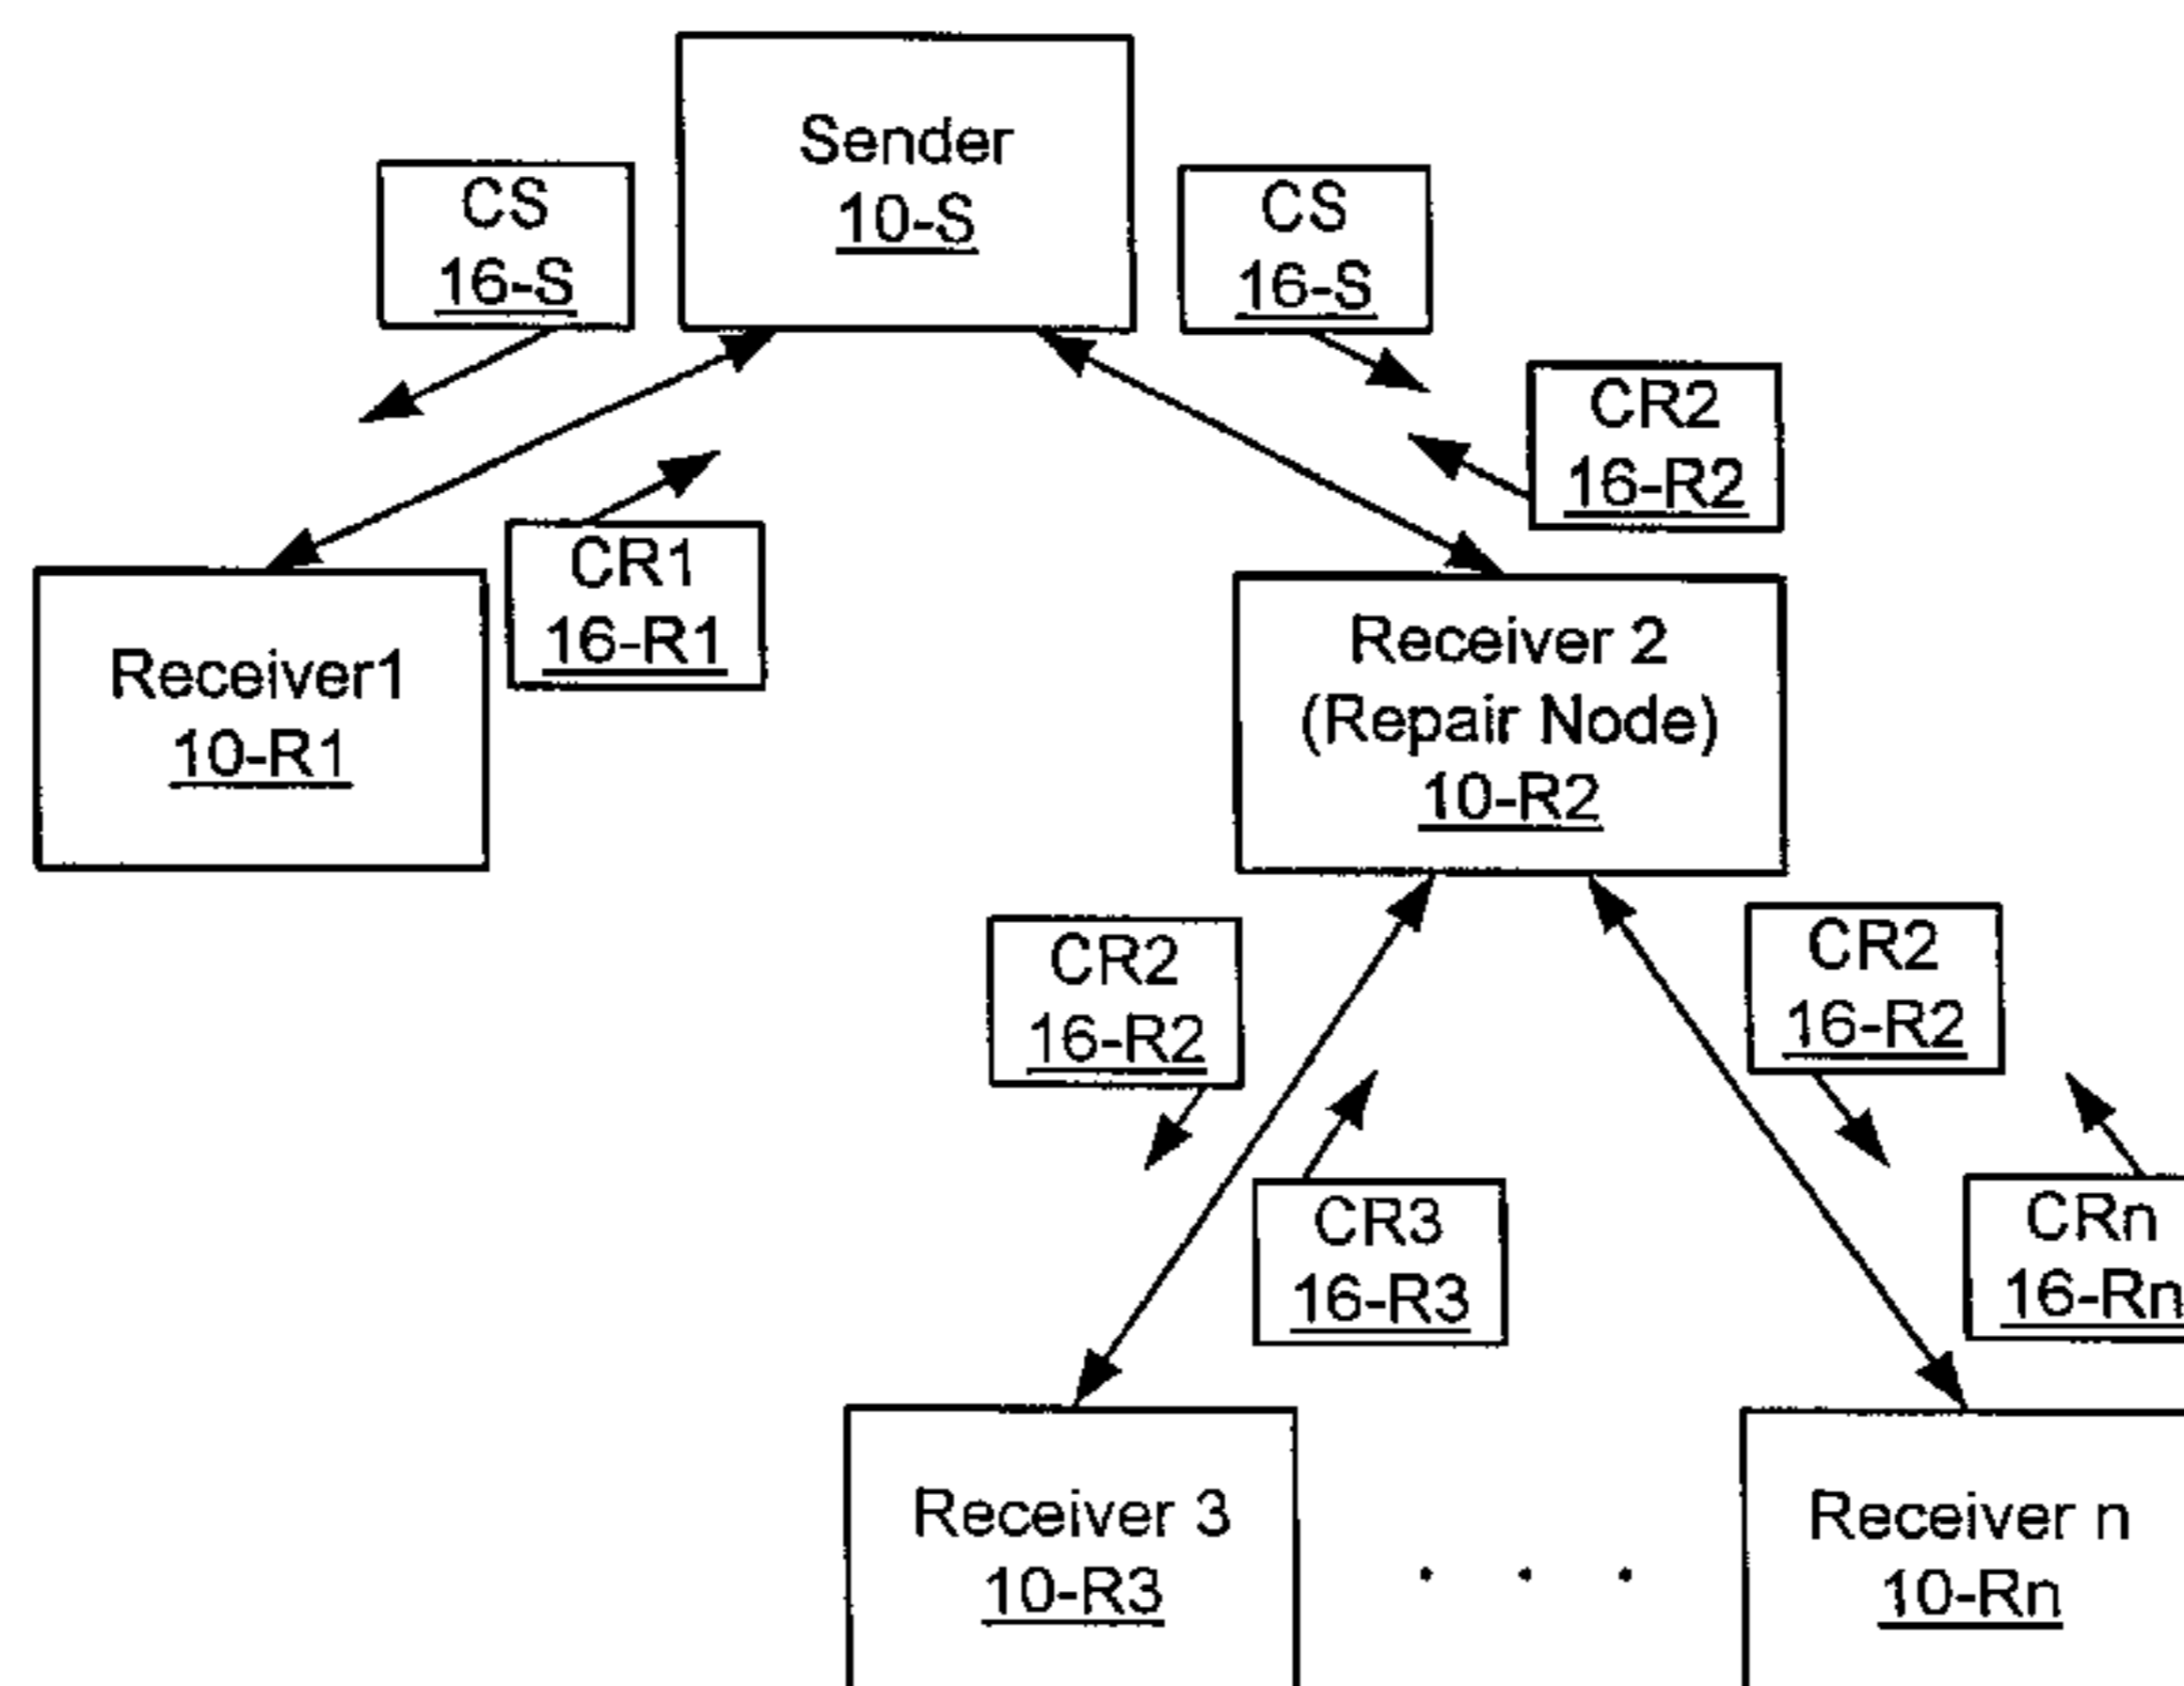 Sender
10-S
CS
16-S
CS
16-S
CR2
16-R2
CR1
16-R1
Receiver1
10-R1
Receiver 2
(Repair Node)
10-R2
CR2
16-R2
CR2
16-R2
CR3
16-R3
CRn
16-Rn
Receiver 3
10-R3
. . .
Receiver n
10-Rn